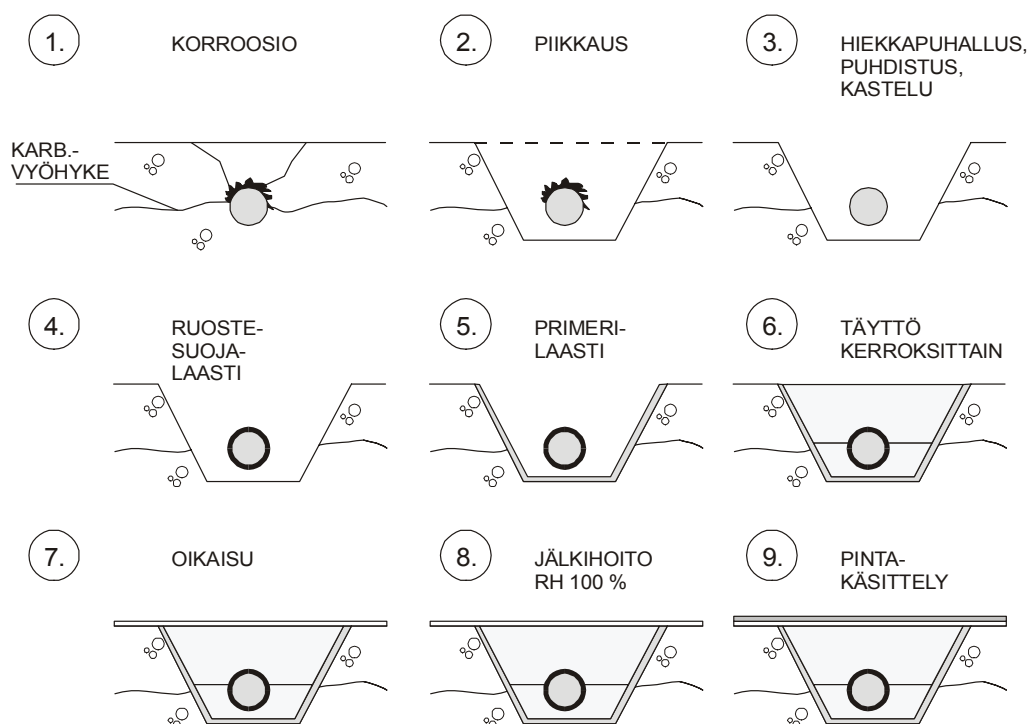 1.
KORROOSIO
2.
PIIKKAUS
3.
HIEKKAPUHALLUS,
PUHDISTUS,
KASTELU
KARB.-
VYÖHYKE
4.
RUOSTE-
SUOJA-
LAASTI
5.
PRIMERI-
LAASTI
6.
TÄYTTÖ
KERROKSITTAIN
7.
OIKAISU
8.
JÄLKIHOITO
RH 100 %
9.
PINTA-
KÄSITTELY